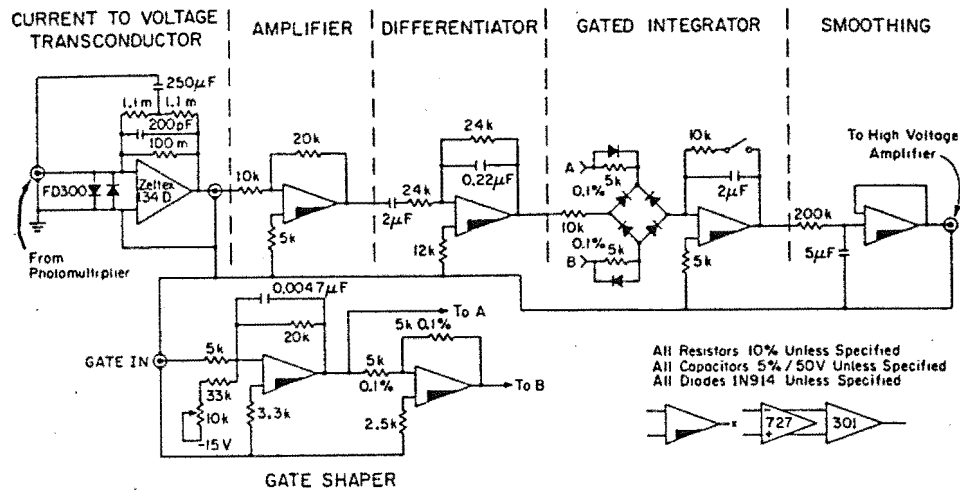 CURRENT TO VOLTAGE
TRANSCONDUCTOR
AMPLIFIER
DIFFERENTIATOR
GATED INTEGRATOR
SMOOTHING
250μF
1.1m 1.1m
200pF
100m
FD300
Zeltex
134 D
From
Photomultiplier
10k
20k
5k
2μF
24k
24k
0.22μF
12k
A
5k
0.1%
10k
0.1%
5k
B
10k
2μF
5k
200k
5μF
To High Voltage
Amplifier
GATE IN
5k
33k
10k
-15V
0.0047μF
20k
3.3k
To A
5k
0.1%
5k 0.1%
2.5k
To B
GATE SHAPER
All Resistors 10% Unless Specified
All Capacitors 5%/50V Unless Specified
All Diodes 1N914 Unless Specified
=
-
+
727
301